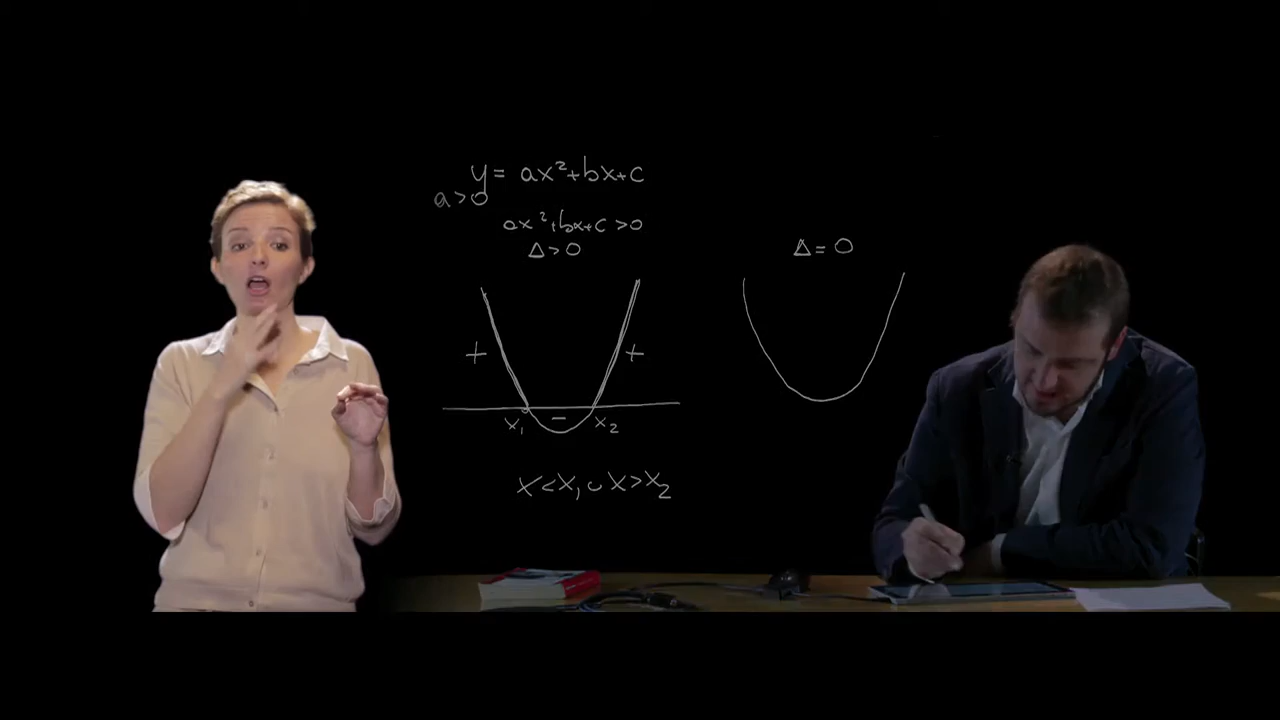 y = ax²+bx+c
a>0
ax²+bx+c >0
Δ>0
+ +
x₁ − x₂
x<x₁ o x>x₂
Δ= 0